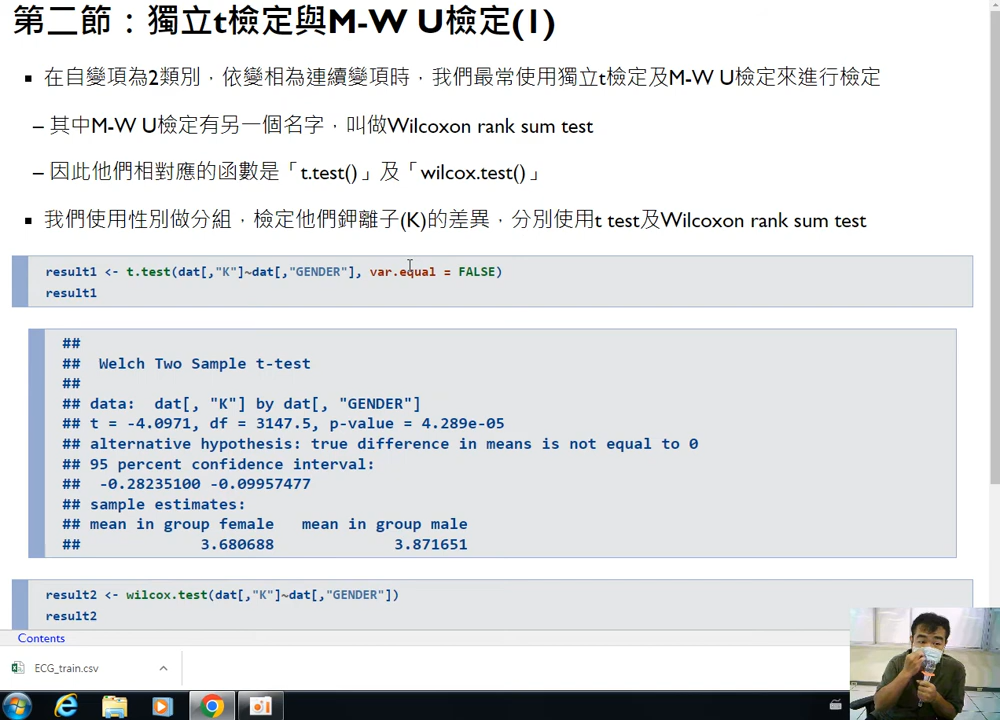 第二節：獨立t檢定與M-W U檢定(1)
▪ 在自變項為2類別，依變相為連續變項時，我們最常使用獨立t檢定及M-W U檢定來進行檢定
– 其中M-W U檢定有另一個名字，叫做Wilcoxon rank sum test
– 因此他們相對應的函數是「t.test()」及「wilcox.test()」
▪ 我們使用性別做分組，檢定他們鉀離子(K)的差異，分別使用t test及Wilcoxon rank sum test
result1 <- t.test(dat[,"K"]~dat[,"GENDER"], var.equal = FALSE)
result1
##
##  Welch Two Sample t-test
##
## data:  dat[, "K"] by dat[, "GENDER"]
## t = -4.0971, df = 3147.5, p-value = 4.289e-05
## alternative hypothesis: true difference in means is not equal to 0
## 95 percent confidence interval:
##  -0.28235100 -0.09957477
## sample estimates:
## mean in group female   mean in group male
##             3.680688             3.871651
result2 <- wilcox.test(dat[,"K"]~dat[,"GENDER"])
result2
Contents
ECG_train.csv